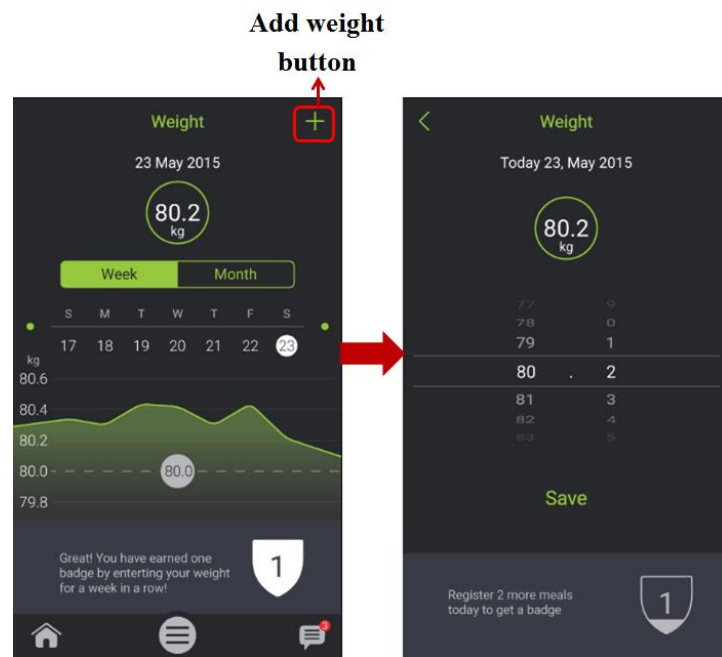 Add weight
button
Weight
+
23 May 2015
80.2
kg
Week Month
S M T W T F S
17 18 19 20 21 22 23
kg
80.6
80.4
80.2
80.0 80.0
79.8
Great! You have earned one
badge by enterting your weight
for a week in a row!
1
3
Weight
Today 23, May 2015
80.2
kg
77 9
78 0
79 1
80 . 2
81 3
82 4
83 5
Save
Register 2 more meals
today to get a badge
1